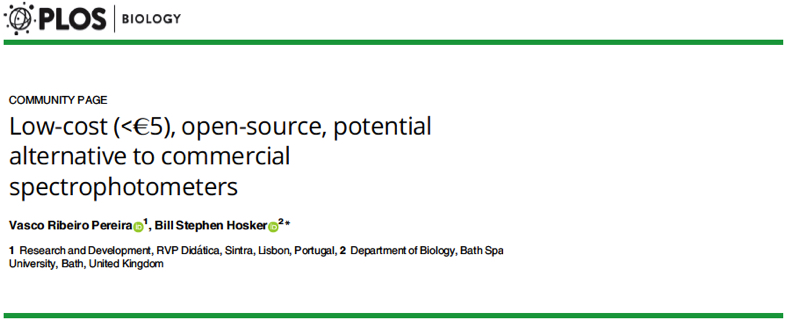 PLOS | BIOLOGY
COMMUNITY PAGE
Low-cost (<€5), open-source, potential
alternative to commercial
spectrophotometers
Vasco Ribeiro Pereira iD 1, Bill Stephen Hosker iD 2*
1 Research and Development, RVP Didática, Sintra, Lisbon, Portugal, 2 Department of Biology, Bath Spa
University, Bath, United Kingdom